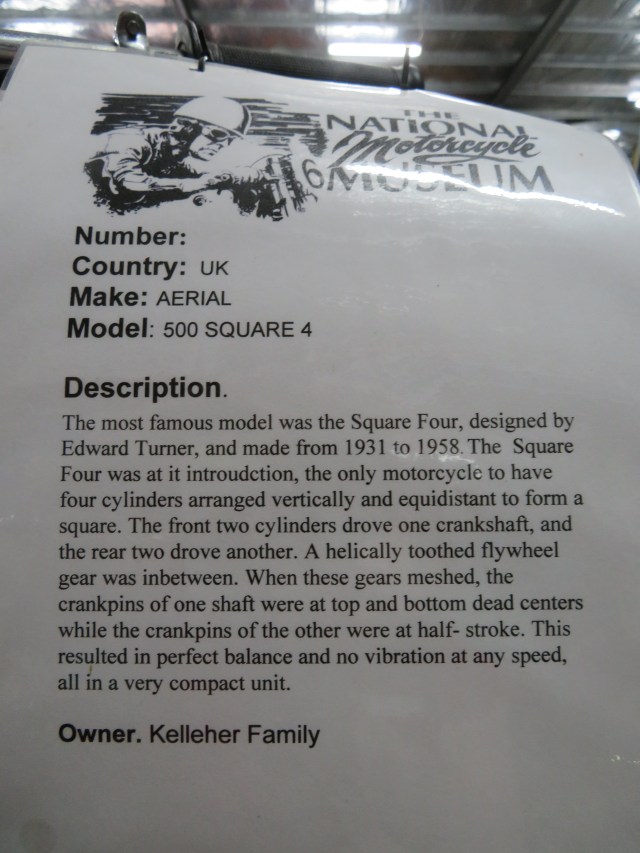 THE
NATIONAL
Motorcycle
MUSEUM
6
Number:
Country: UK
Make: AERIAL
Model: 500 SQUARE 4
Description.
The most famous model was the Square Four, designed by
Edward Turner, and made from 1931 to 1958. The Square
Four was at it introudction, the only motorcycle to have
four cylinders arranged vertically and equidistant to form a
square. The front two cylinders drove one crankshaft, and
the rear two drove another. A helically toothed flywheel
gear was inbetween. When these gears meshed, the
crankpins of one shaft were at top and bottom dead centers
while the crankpins of the other were at half- stroke. This
resulted in perfect balance and no vibration at any speed,
all in a very compact unit.
Owner. Kelleher Family